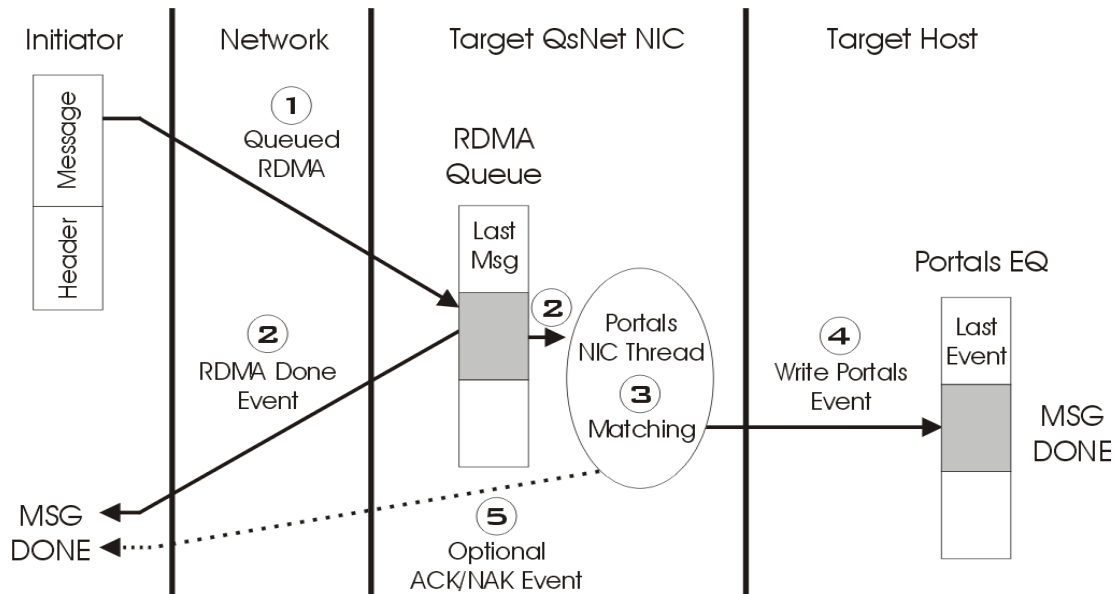 Initiator
Network
Target QsNet NIC
Target Host
Message
Header
1
Queued
RDMA
RDMA
Queue
Last
Msg
2
RDMA Done
Event
2
Portals
NIC Thread
3
Matching
4
Write Portals
Event
Portals EQ
Last
Event
MSG
DONE
MSG
DONE
5
Optional
ACK/NAK Event